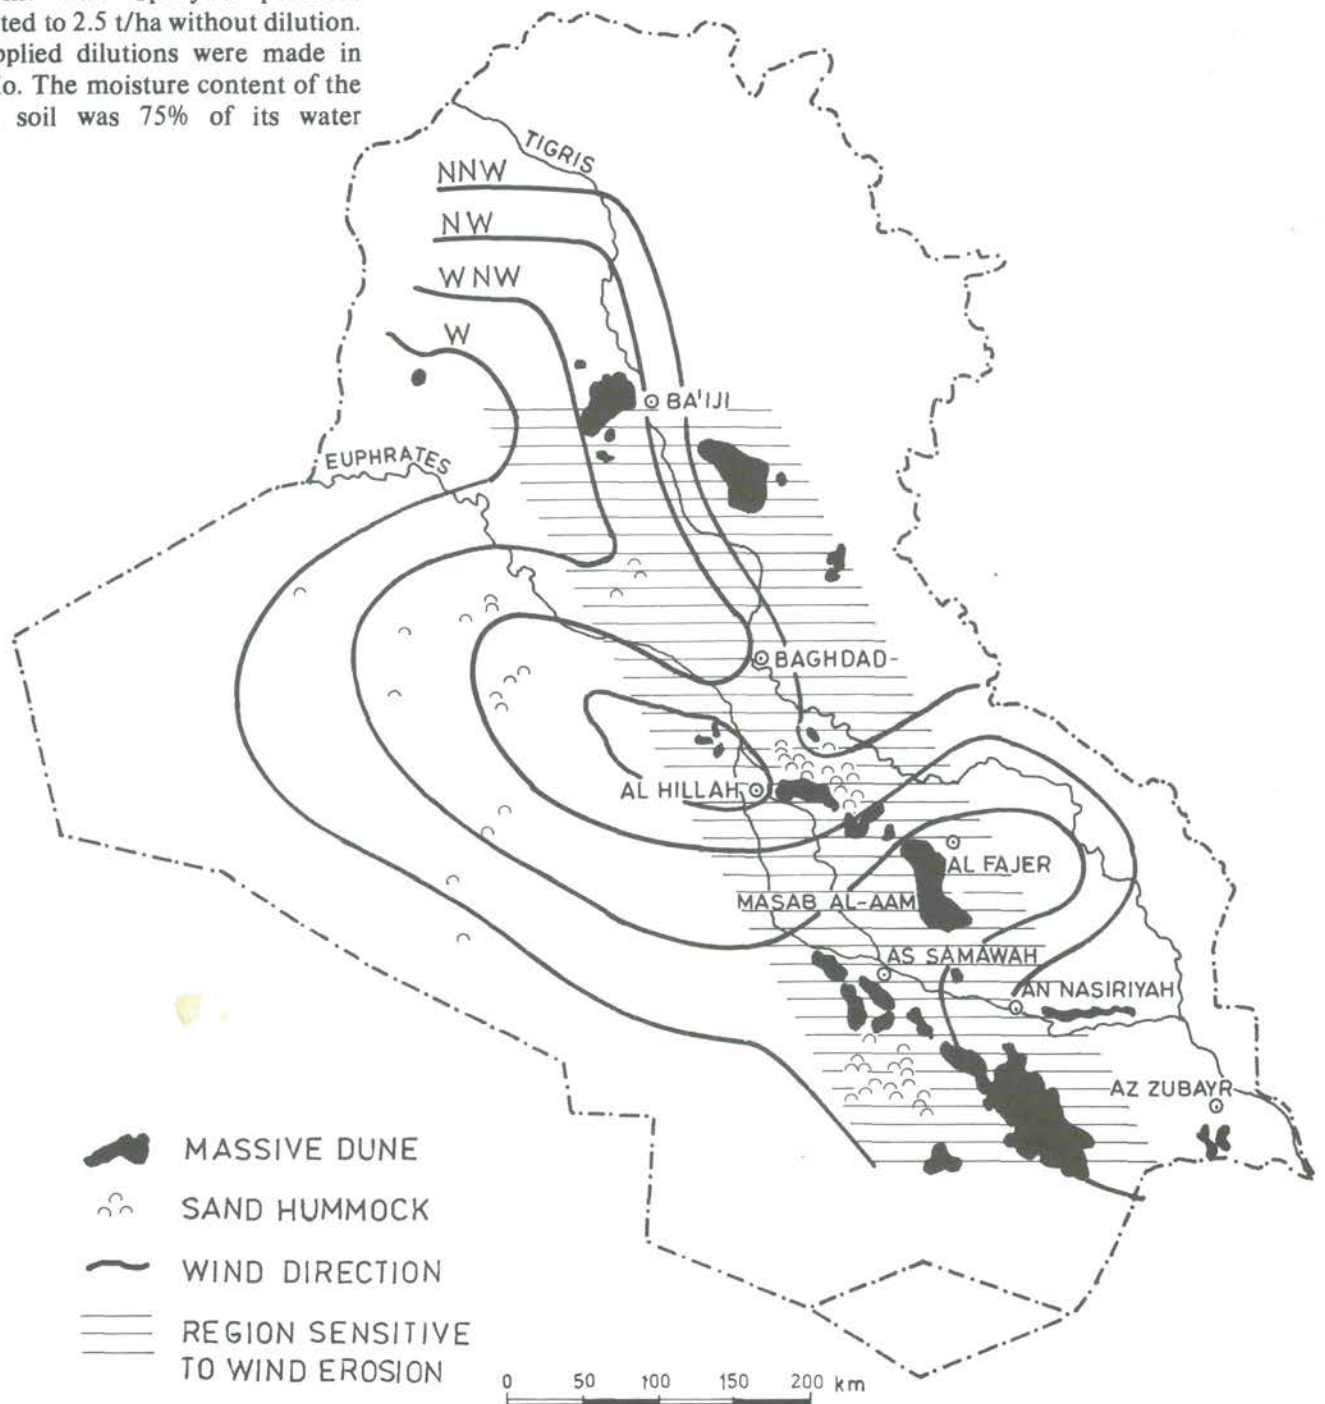 ted to 2.5 t/ha without dilution.
pplied dilutions were made in
o. The moisture content of the
soil was 75% of its water
TIGRIS
NNW
NW
WNW
W
BA'IJI
EUPHRATES
BAGHDAD-
AL HILLAH
AL FAJER
MASAB AL-AAM
AS SAMAWAH
AN NASIRIYAH
AZ ZUBAYR
MASSIVE DUNE
SAND HUMMOCK
WIND DIRECTION
REGION SENSITIVE
TO WIND EROSION
0 50 100 150 200 km